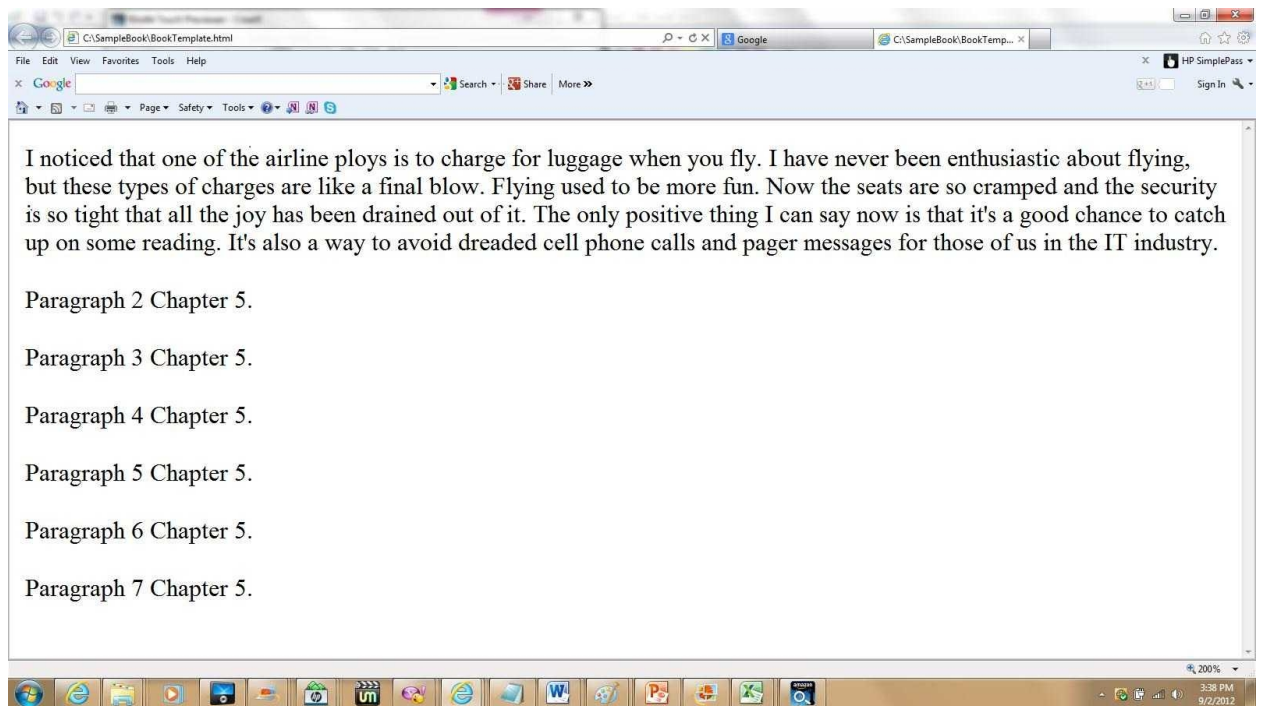 C:\SampleBook\BookTemplate.html
Google
C:\SampleBook\BookTemp...
File Edit View Favorites Tools Help
x HP SimplePass
x Google
Search Share More »
Sign In
Page Safety Tools
I noticed that one of the airline ploys is to charge for luggage when you fly. I have never been enthusiastic about flying,
but these types of charges are like a final blow. Flying used to be more fun. Now the seats are so cramped and the security
is so tight that all the joy has been drained out of it. The only positive thing I can say now is that it's a good chance to catch
up on some reading. It's also a way to avoid dreaded cell phone calls and pager messages for those of us in the IT industry.
Paragraph 2 Chapter 5.
Paragraph 3 Chapter 5.
Paragraph 4 Chapter 5.
Paragraph 5 Chapter 5.
Paragraph 6 Chapter 5.
Paragraph 7 Chapter 5.
200%
3:38 PM
9/2/2012